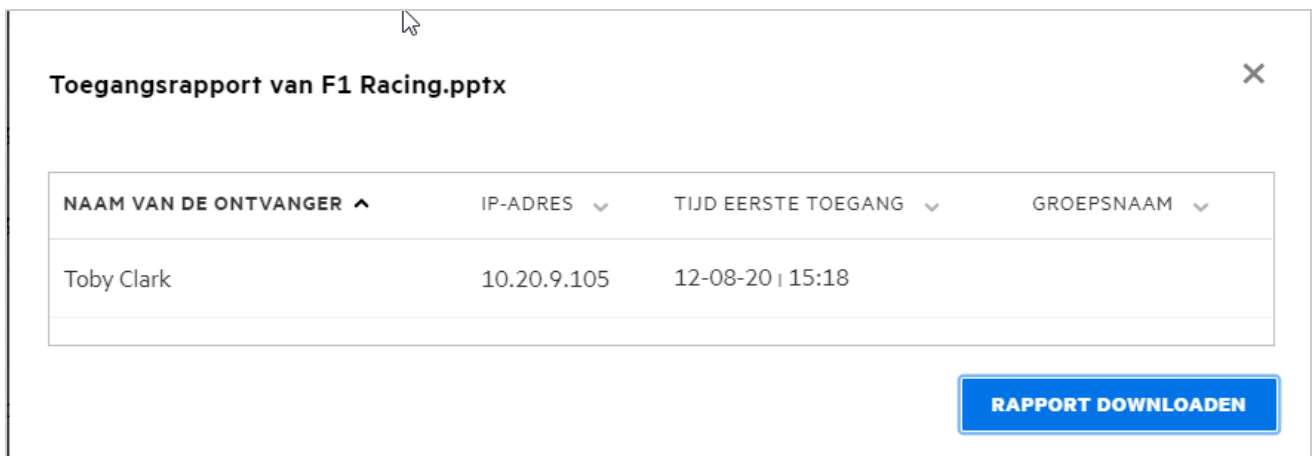 Toegangsrapport van F1 Racing.pptx
NAAM VAN DE ONTVANGER IP-ADRES TIJD EERSTE TOEGANG GROEPSNAAM
Toby Clark 10.20.9.105 12-08-20 | 15:18
RAPPORT DOWNLOADEN